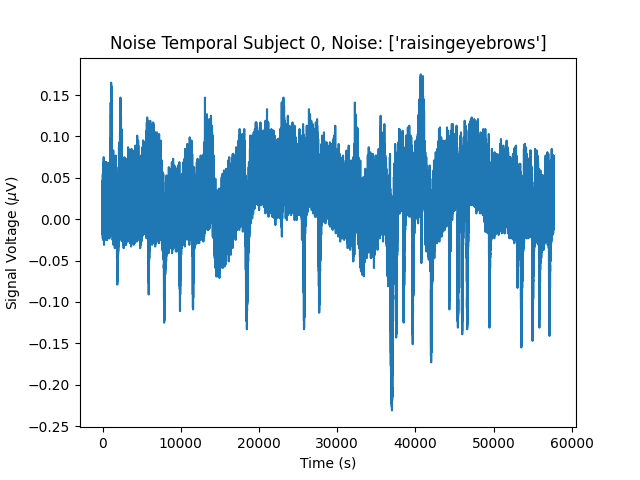 Noise Temporal Subject 0, Noise: ['raisingeyebrows']
Signal Voltage (μV)
0.15
0.10
0.05
0.00
−0.05
−0.10
−0.15
−0.20
−0.25
0 10000 20000 30000 40000 50000 60000
Time (s)